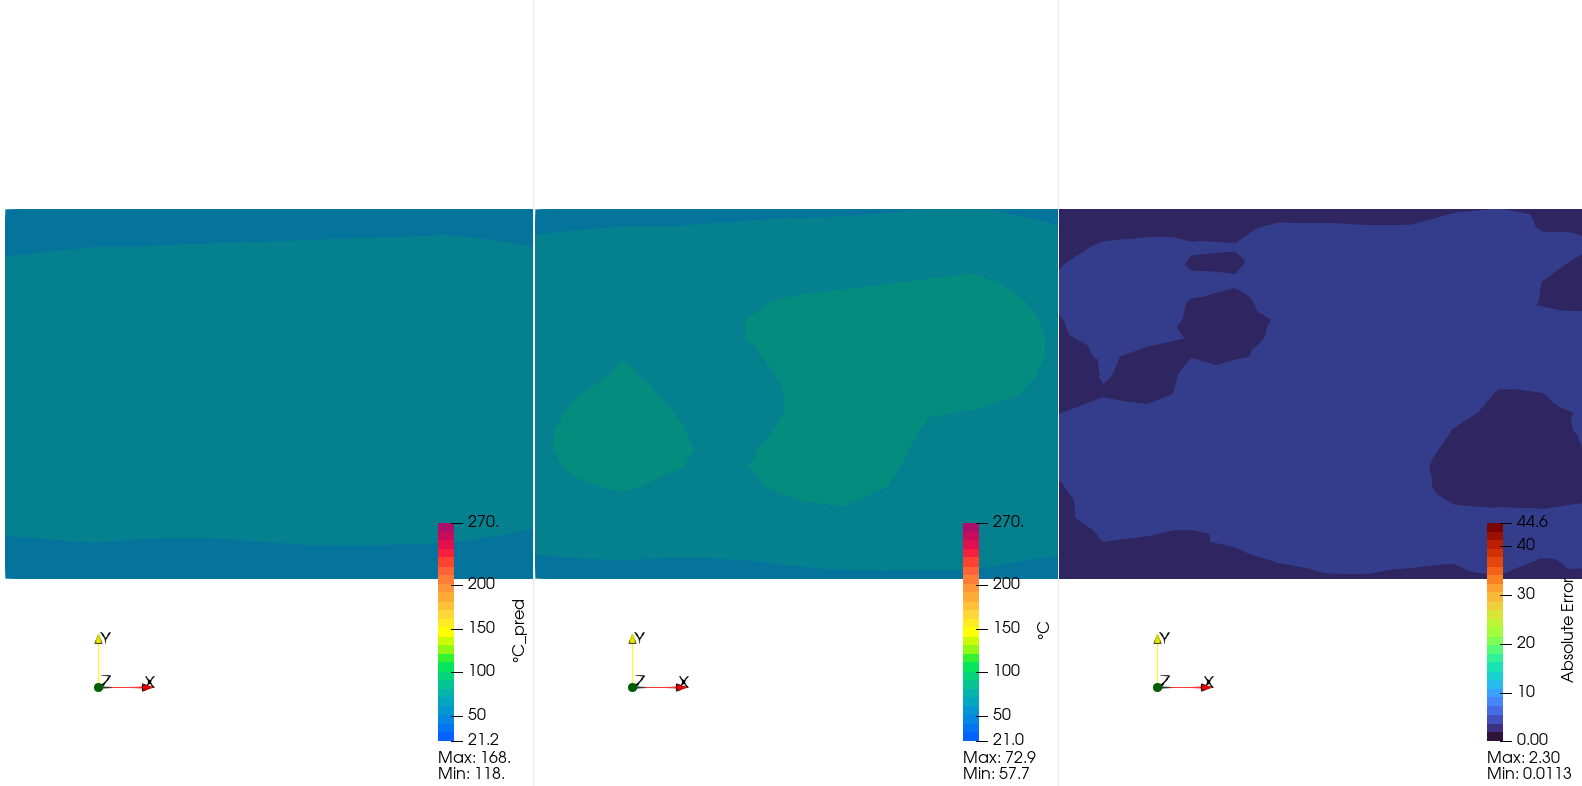 270.
200
150
100
50
21.2
°C_pred
Max: 168.
Min: 118.
Y
Z
X
270.
200
150
100
50
21.0
°C
Max: 72.9
Min: 57.7
Y
Z
X
44.6
40
30
20
10
0.00
Absolute Error
Max: 2.30
Min: 0.0113
Y
Z
X